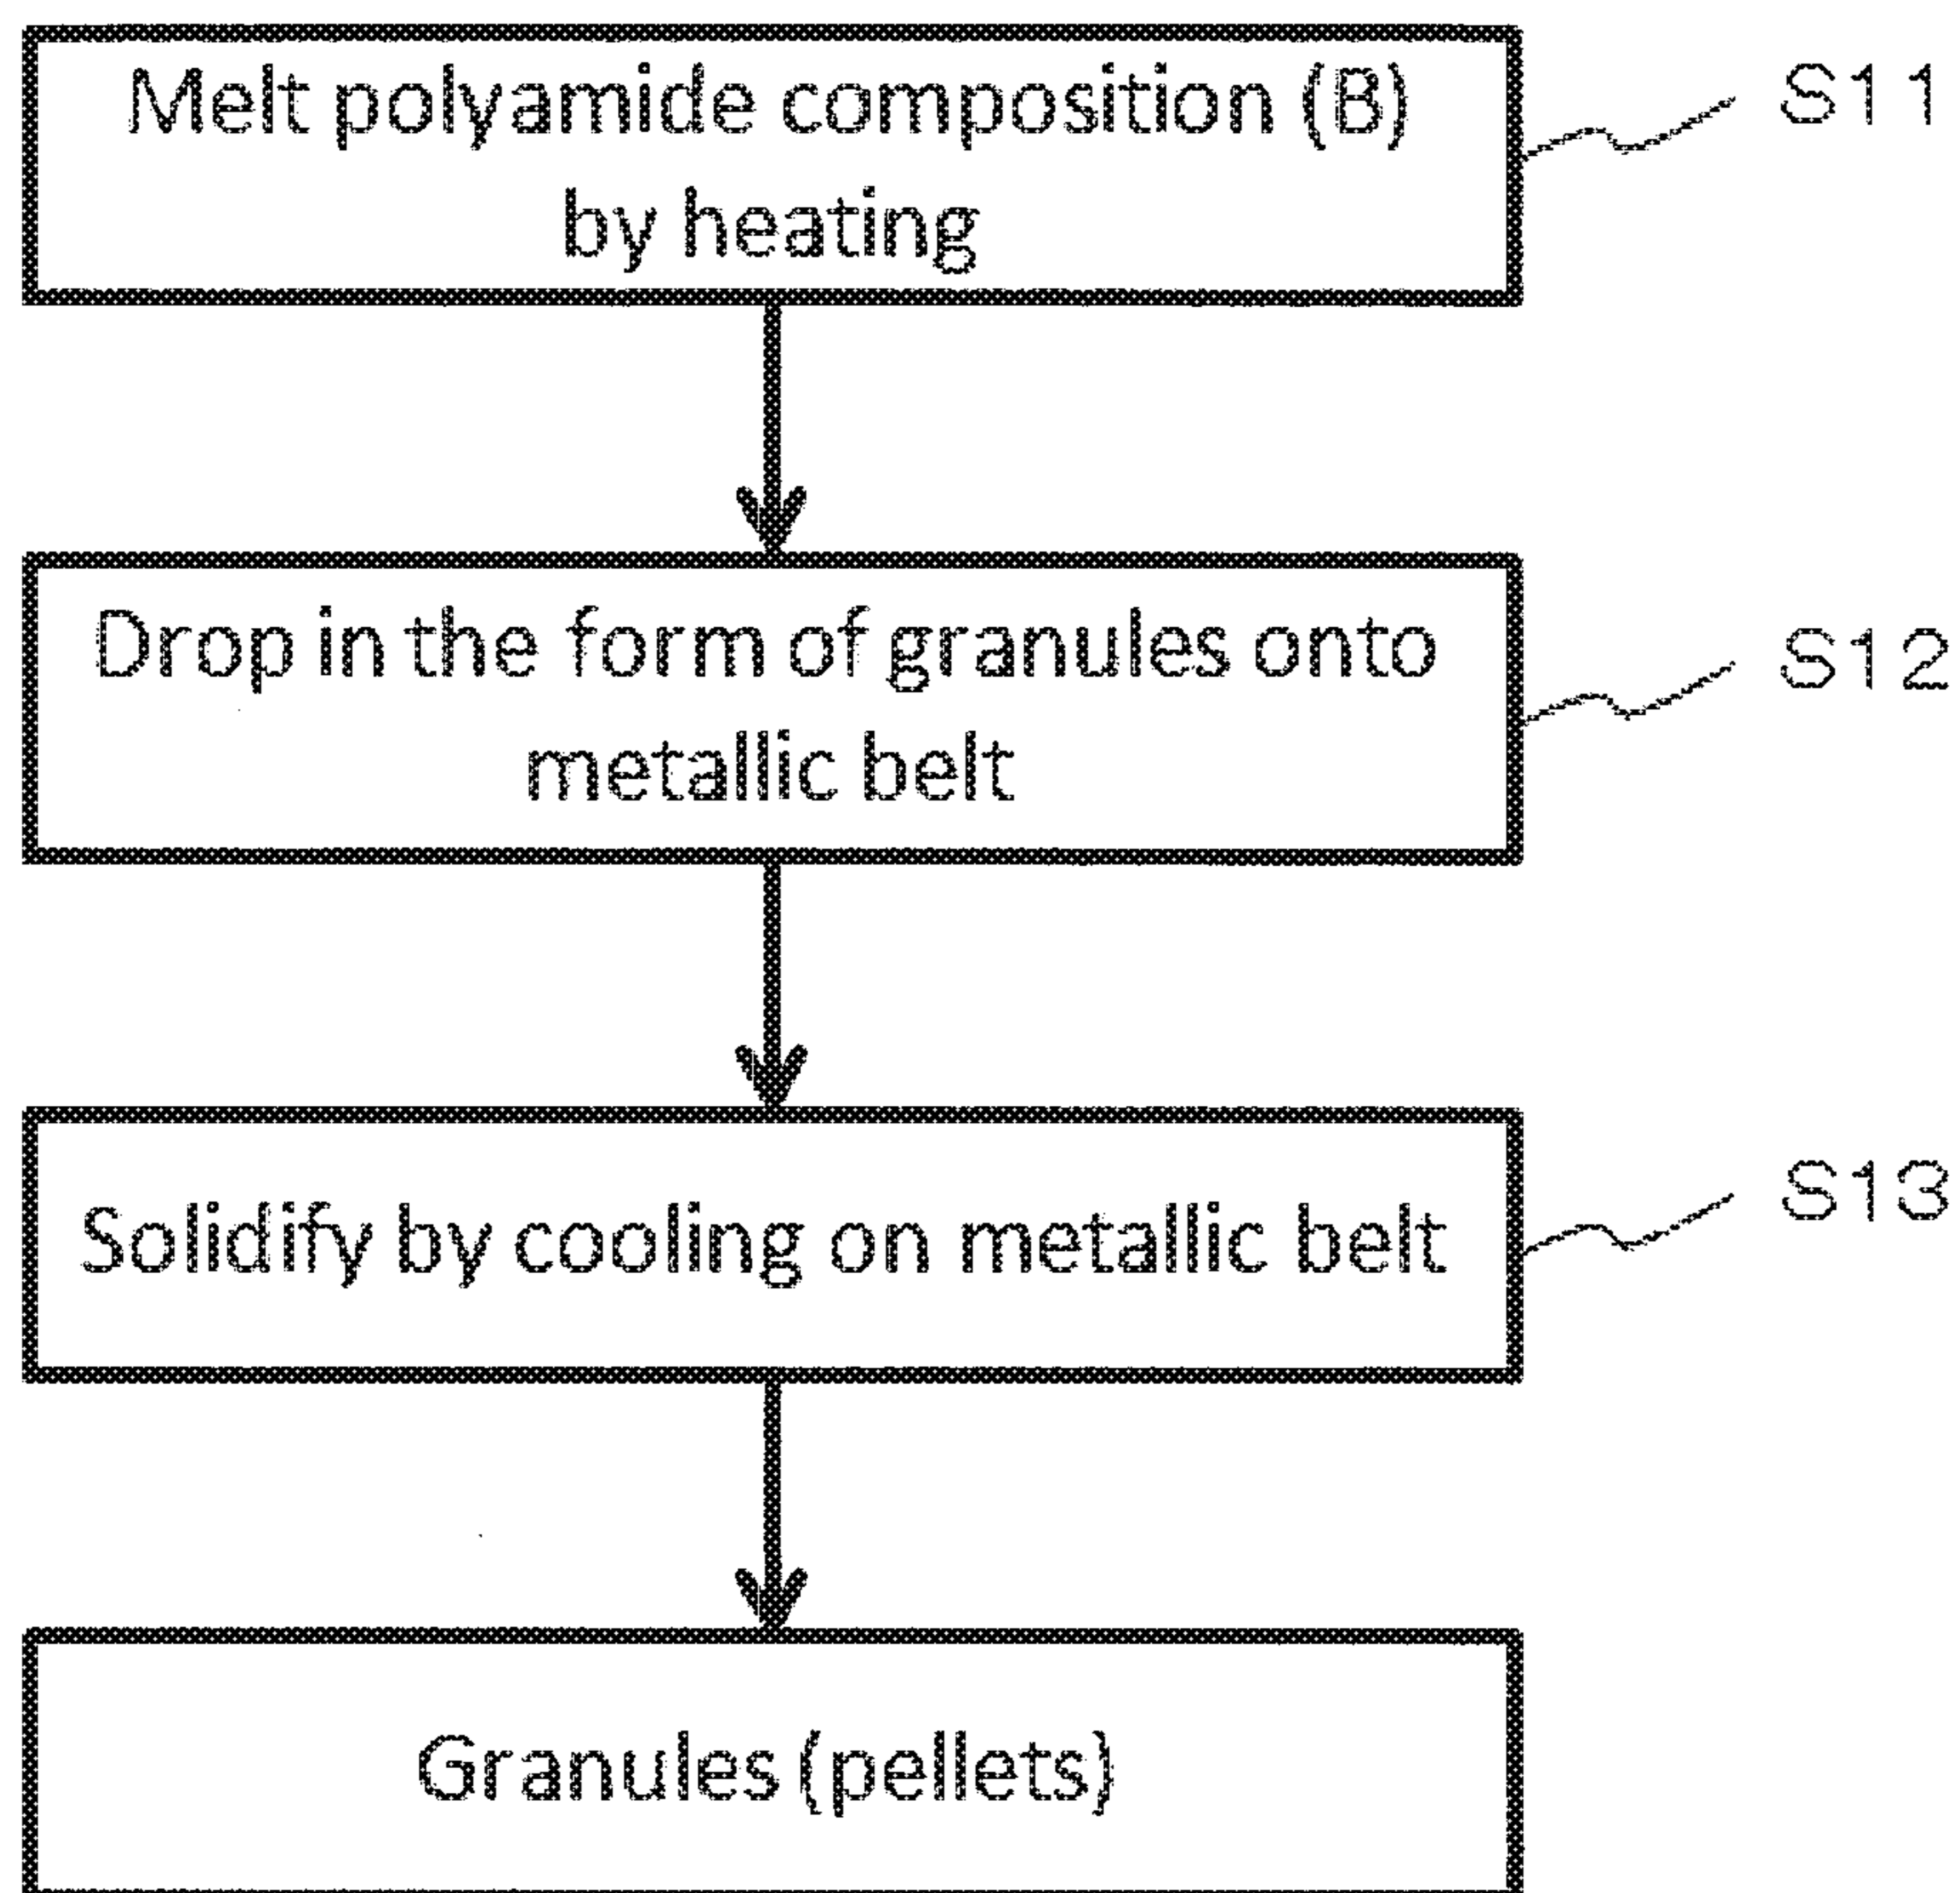 Melt polyamide composition (B)
by heating
S11
Drop in the form of granules onto
metallic belt
S12
Solidify by cooling on metallic belt
S13
Granules (pellets)